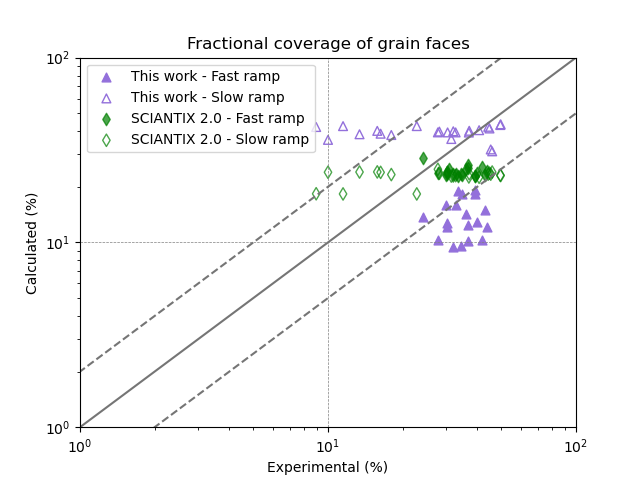 Fractional coverage of grain faces
10²
This work - Fast ramp
This work - Slow ramp
SCIANTIX 2.0 - Fast ramp
SCIANTIX 2.0 - Slow ramp
Calculated (%)
10¹
10⁰
10⁰ 10¹ 10²
Experimental (%)